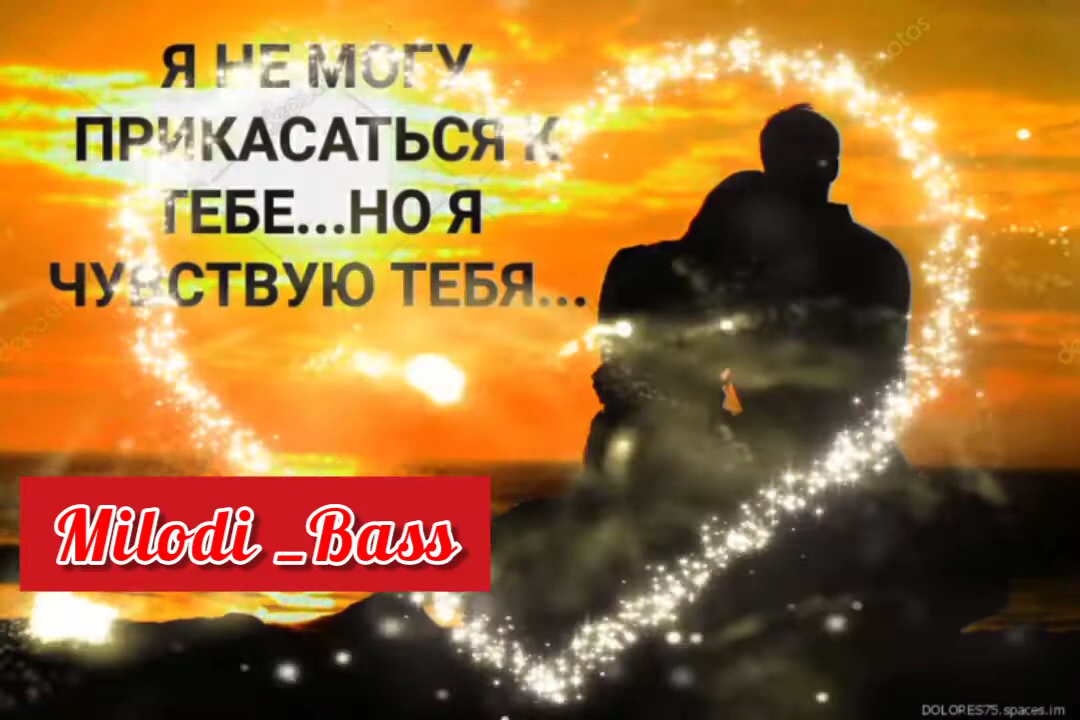 Я НЕ МОГУ
ПРИКАСАТЬСЯ К
ТЕБЕ...НО Я
ЧУВСТВУЮ ТЕБЯ...
Milodi _Bass
DOLORES75.spaces.im